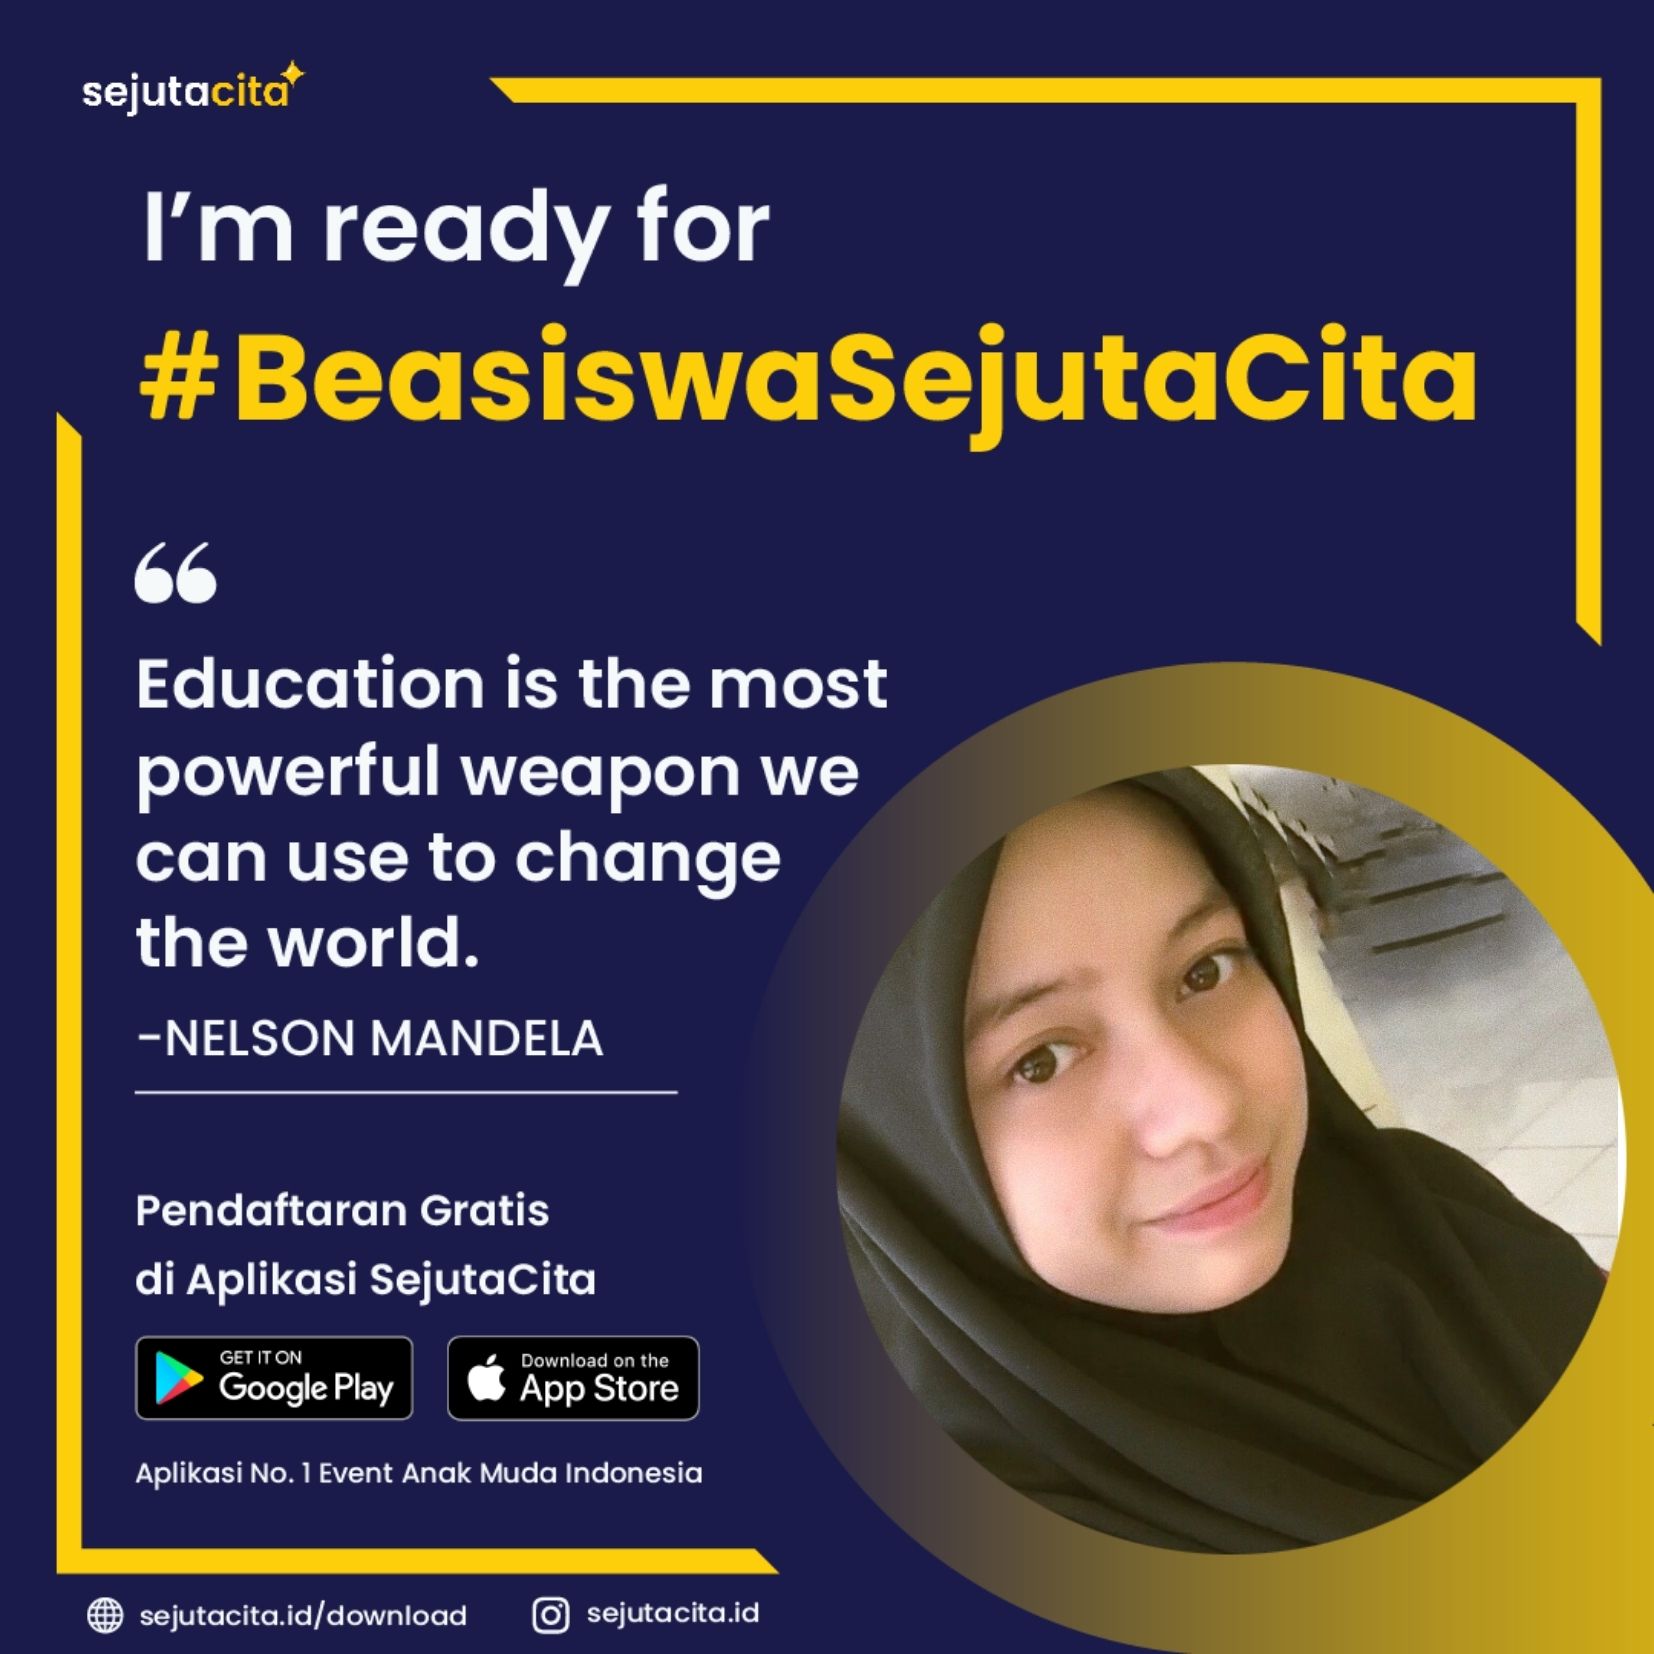 sejutacita
I’m ready for
#BeasiswaSejutaCita
“
Education is the most
powerful weapon we
can use to change
the world.
-NELSON MANDELA
Pendaftaran Gratis
di Aplikasi SejutaCita
GET IT ON
Google Play
Download on the
App Store
Aplikasi No. 1 Event Anak Muda Indonesia
sejutacita.id/download
sejutacita.id